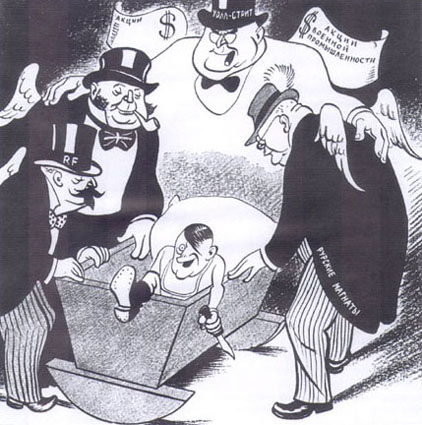 АКЦИИ
$
УОЛЛ-СТРИТ
$ АКЦИИ
ВОЕННОЙ
ПРОМЫШЛЕННОСТИ
RF
РУРСКИЕ МАГНАТЫ